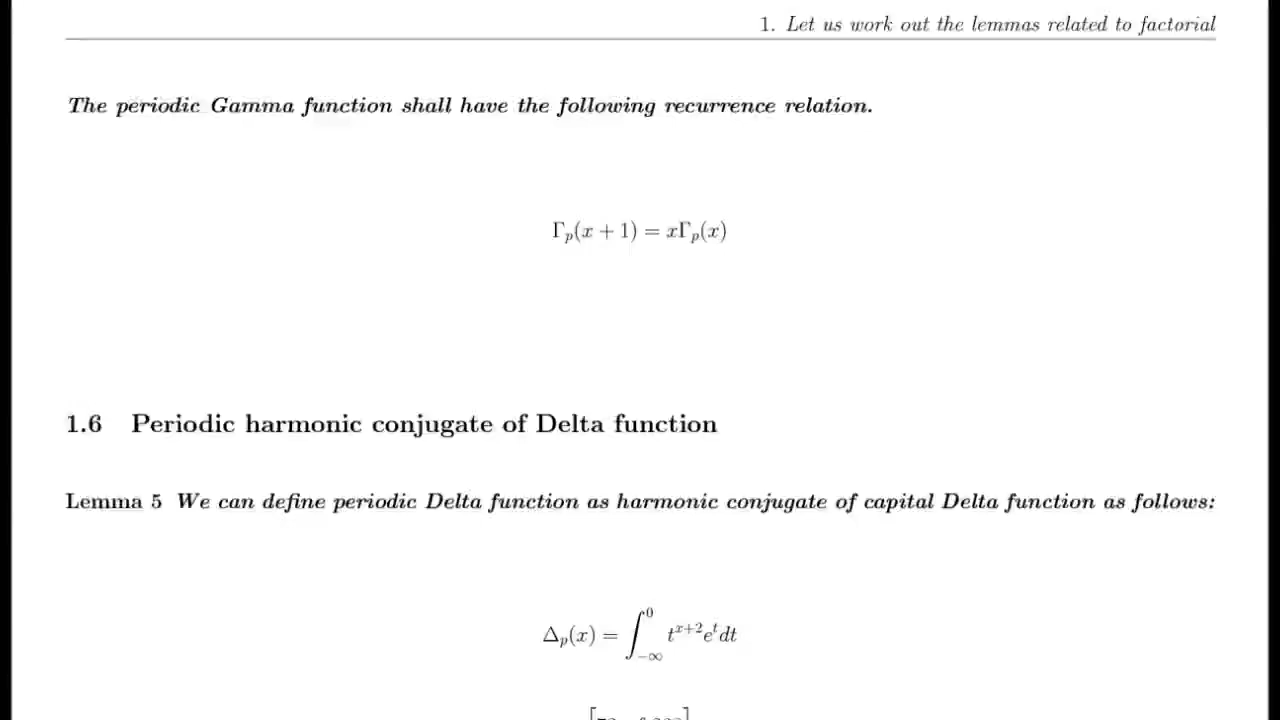 1. Let us work out the lemmas related to factorial
The periodic Gamma function shall have the following recurrence relation.
Γ_p(x + 1) = xΓ_p(x)
1.6 Periodic harmonic conjugate of Delta function
Lemma 5 We can define periodic Delta function as harmonic conjugate of capital Delta function as follows:
Δ_p(x) = ∫_{-∞}^{0} t^{x+2} e^t dt